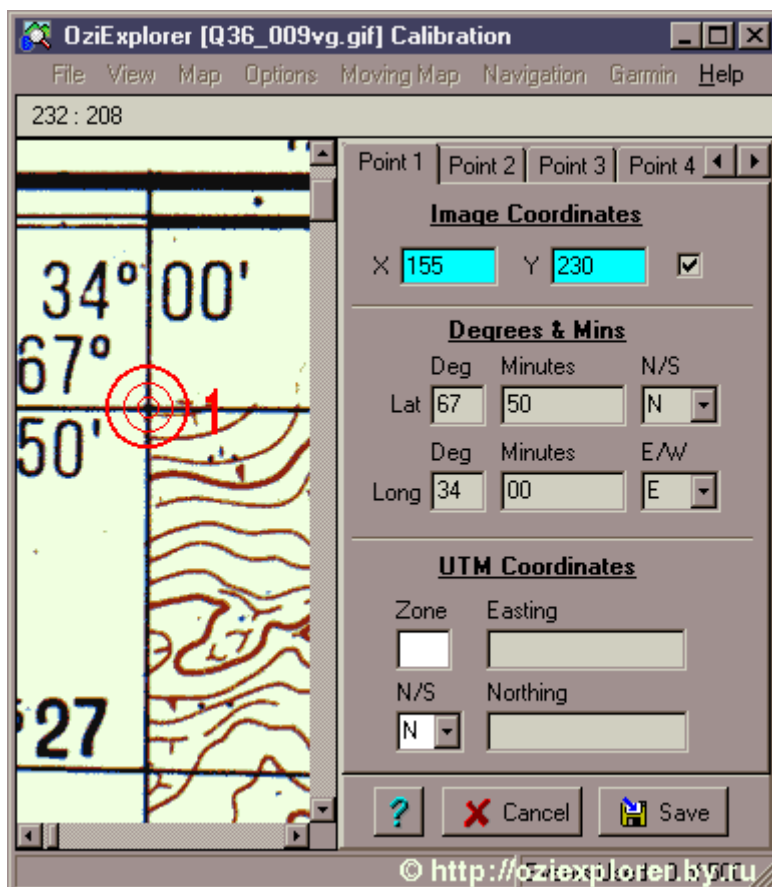 OziExplorer [Q36_009vg.gif] Calibration
File View Map Options Moving Map Navigation Garmin Help
232 : 208
Point 1 Point 2 Point 3 Point 4
Image Coordinates
X 155 Y 230
34° 00'
67°
1
50'
27
Degrees & Mins
Deg Minutes N/S
Lat 67 50 N
Deg Minutes E/W
Long 34 00 E
UTM Coordinates
Zone Easting
N/S Northing
N
? Cancel Save
© http://oziexplorer.by.ru